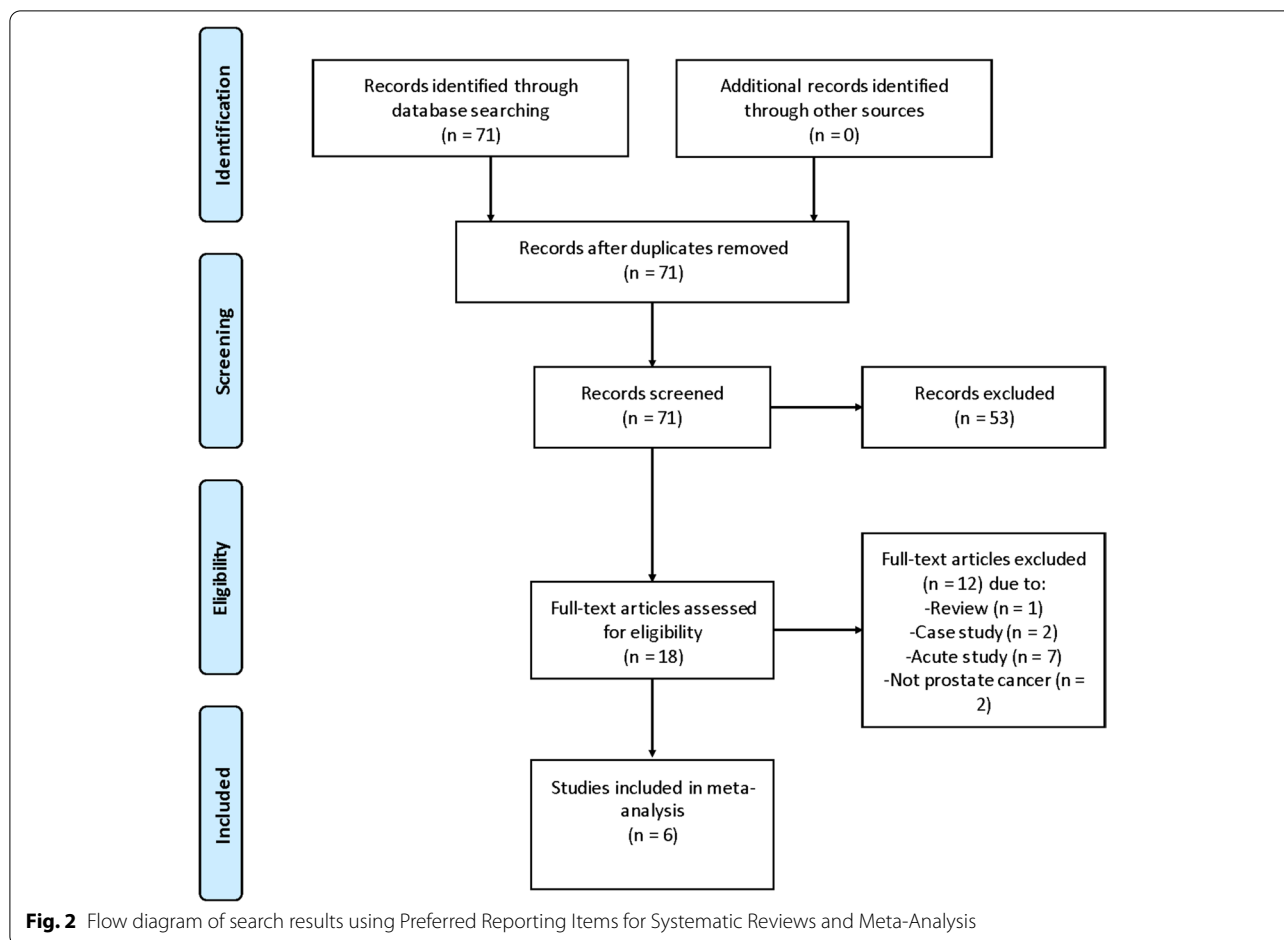 Identification
Records identified through
database searching
(n = 71)
Additional records identified
through other sources
(n = 0)
Records after duplicates removed
(n = 71)
Screening
Records screened
(n = 71)
Records excluded
(n = 53)
Eligibility
Full-text articles assessed
for eligibility
(n = 18)
Full-text articles excluded
(n = 12) due to:
-Review (n = 1)
-Case study (n = 2)
-Acute study (n = 7)
-Not prostate cancer (n =
2)
Included
Studies included in meta-
analysis
(n = 6)
Fig. 2 Flow diagram of search results using Preferred Reporting Items for Systematic Reviews and Meta-Analysis